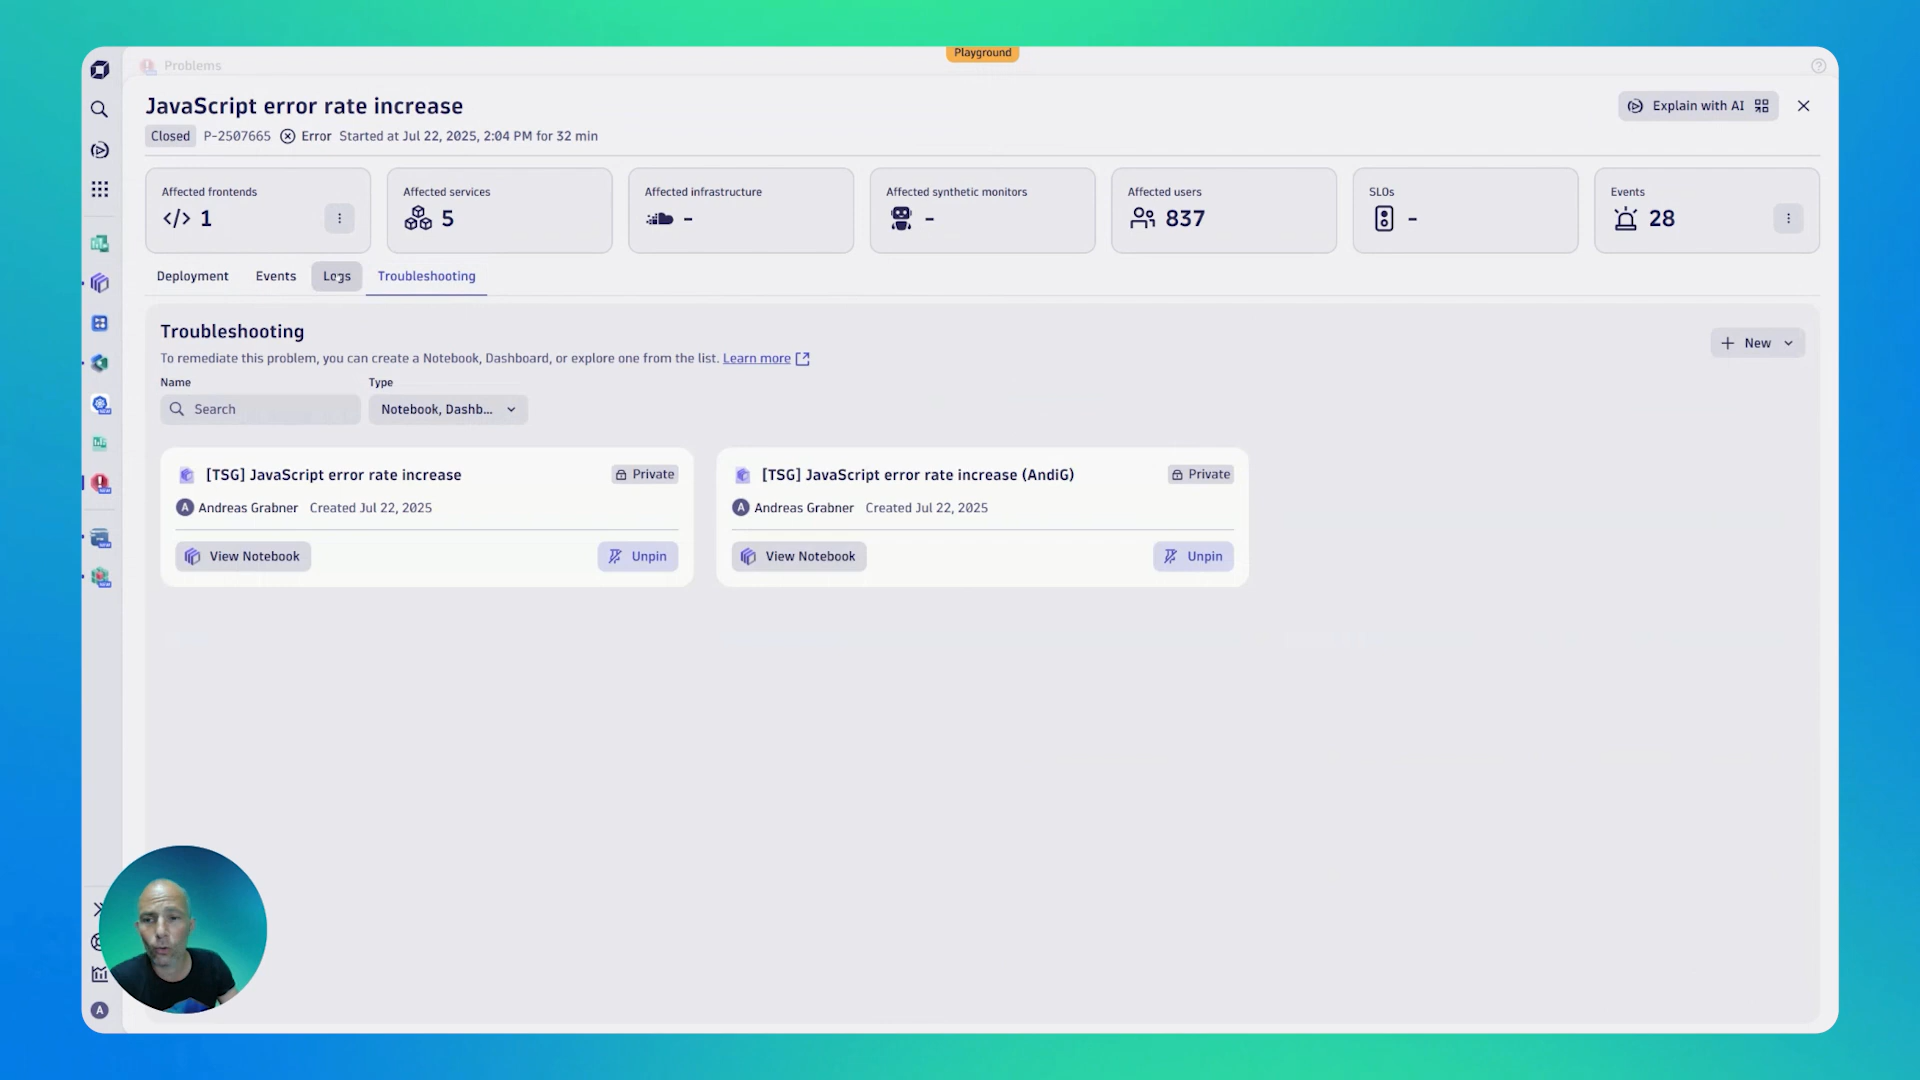 Playground
Problems
JavaScript error rate increase
Explain with AI
Closed P-2507665 Error Started at Jul 22, 2025, 2:04 PM for 32 min
Affected frontends
1
Affected services
5
Affected infrastructure
-
Affected synthetic monitors
-
Affected users
837
SLOs
-
Events
28
Deployment Events Logs Troubleshooting
Troubleshooting
New
To remediate this problem, you can create a Notebook, Dashboard, or explore one from the list. Learn more
Name Type
Search Notebook, Dashb...
[TSG] JavaScript error rate increase Private
A Andreas Grabner Created Jul 22, 2025
View Notebook Unpin
[TSG] JavaScript error rate increase (AndiG) Private
A Andreas Grabner Created Jul 22, 2025
View Notebook Unpin
A